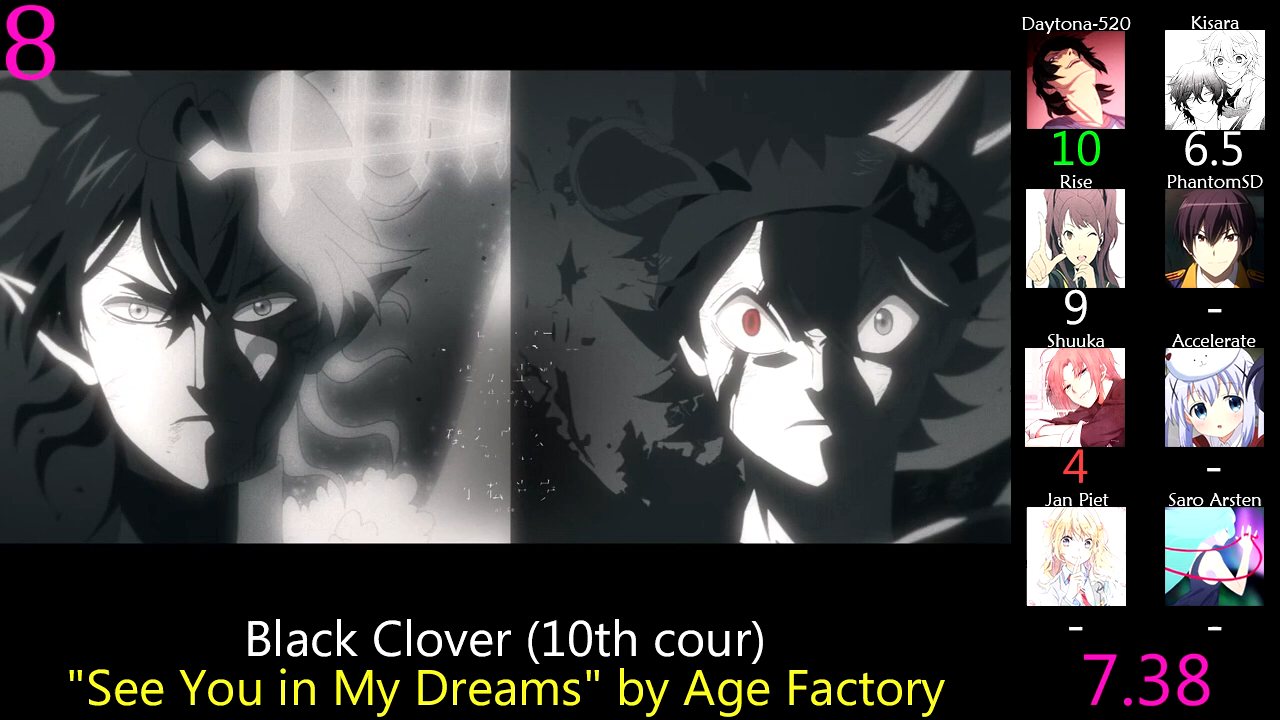 8
Daytona-520
Kisara
10
6.5
Rise
PhantomSD
9
-
Shuuka
Accelerate
4
-
Jan Piet
Saro Arsten
-
-
Black Clover (10th cour)
"See You in My Dreams" by Age Factory
7.38